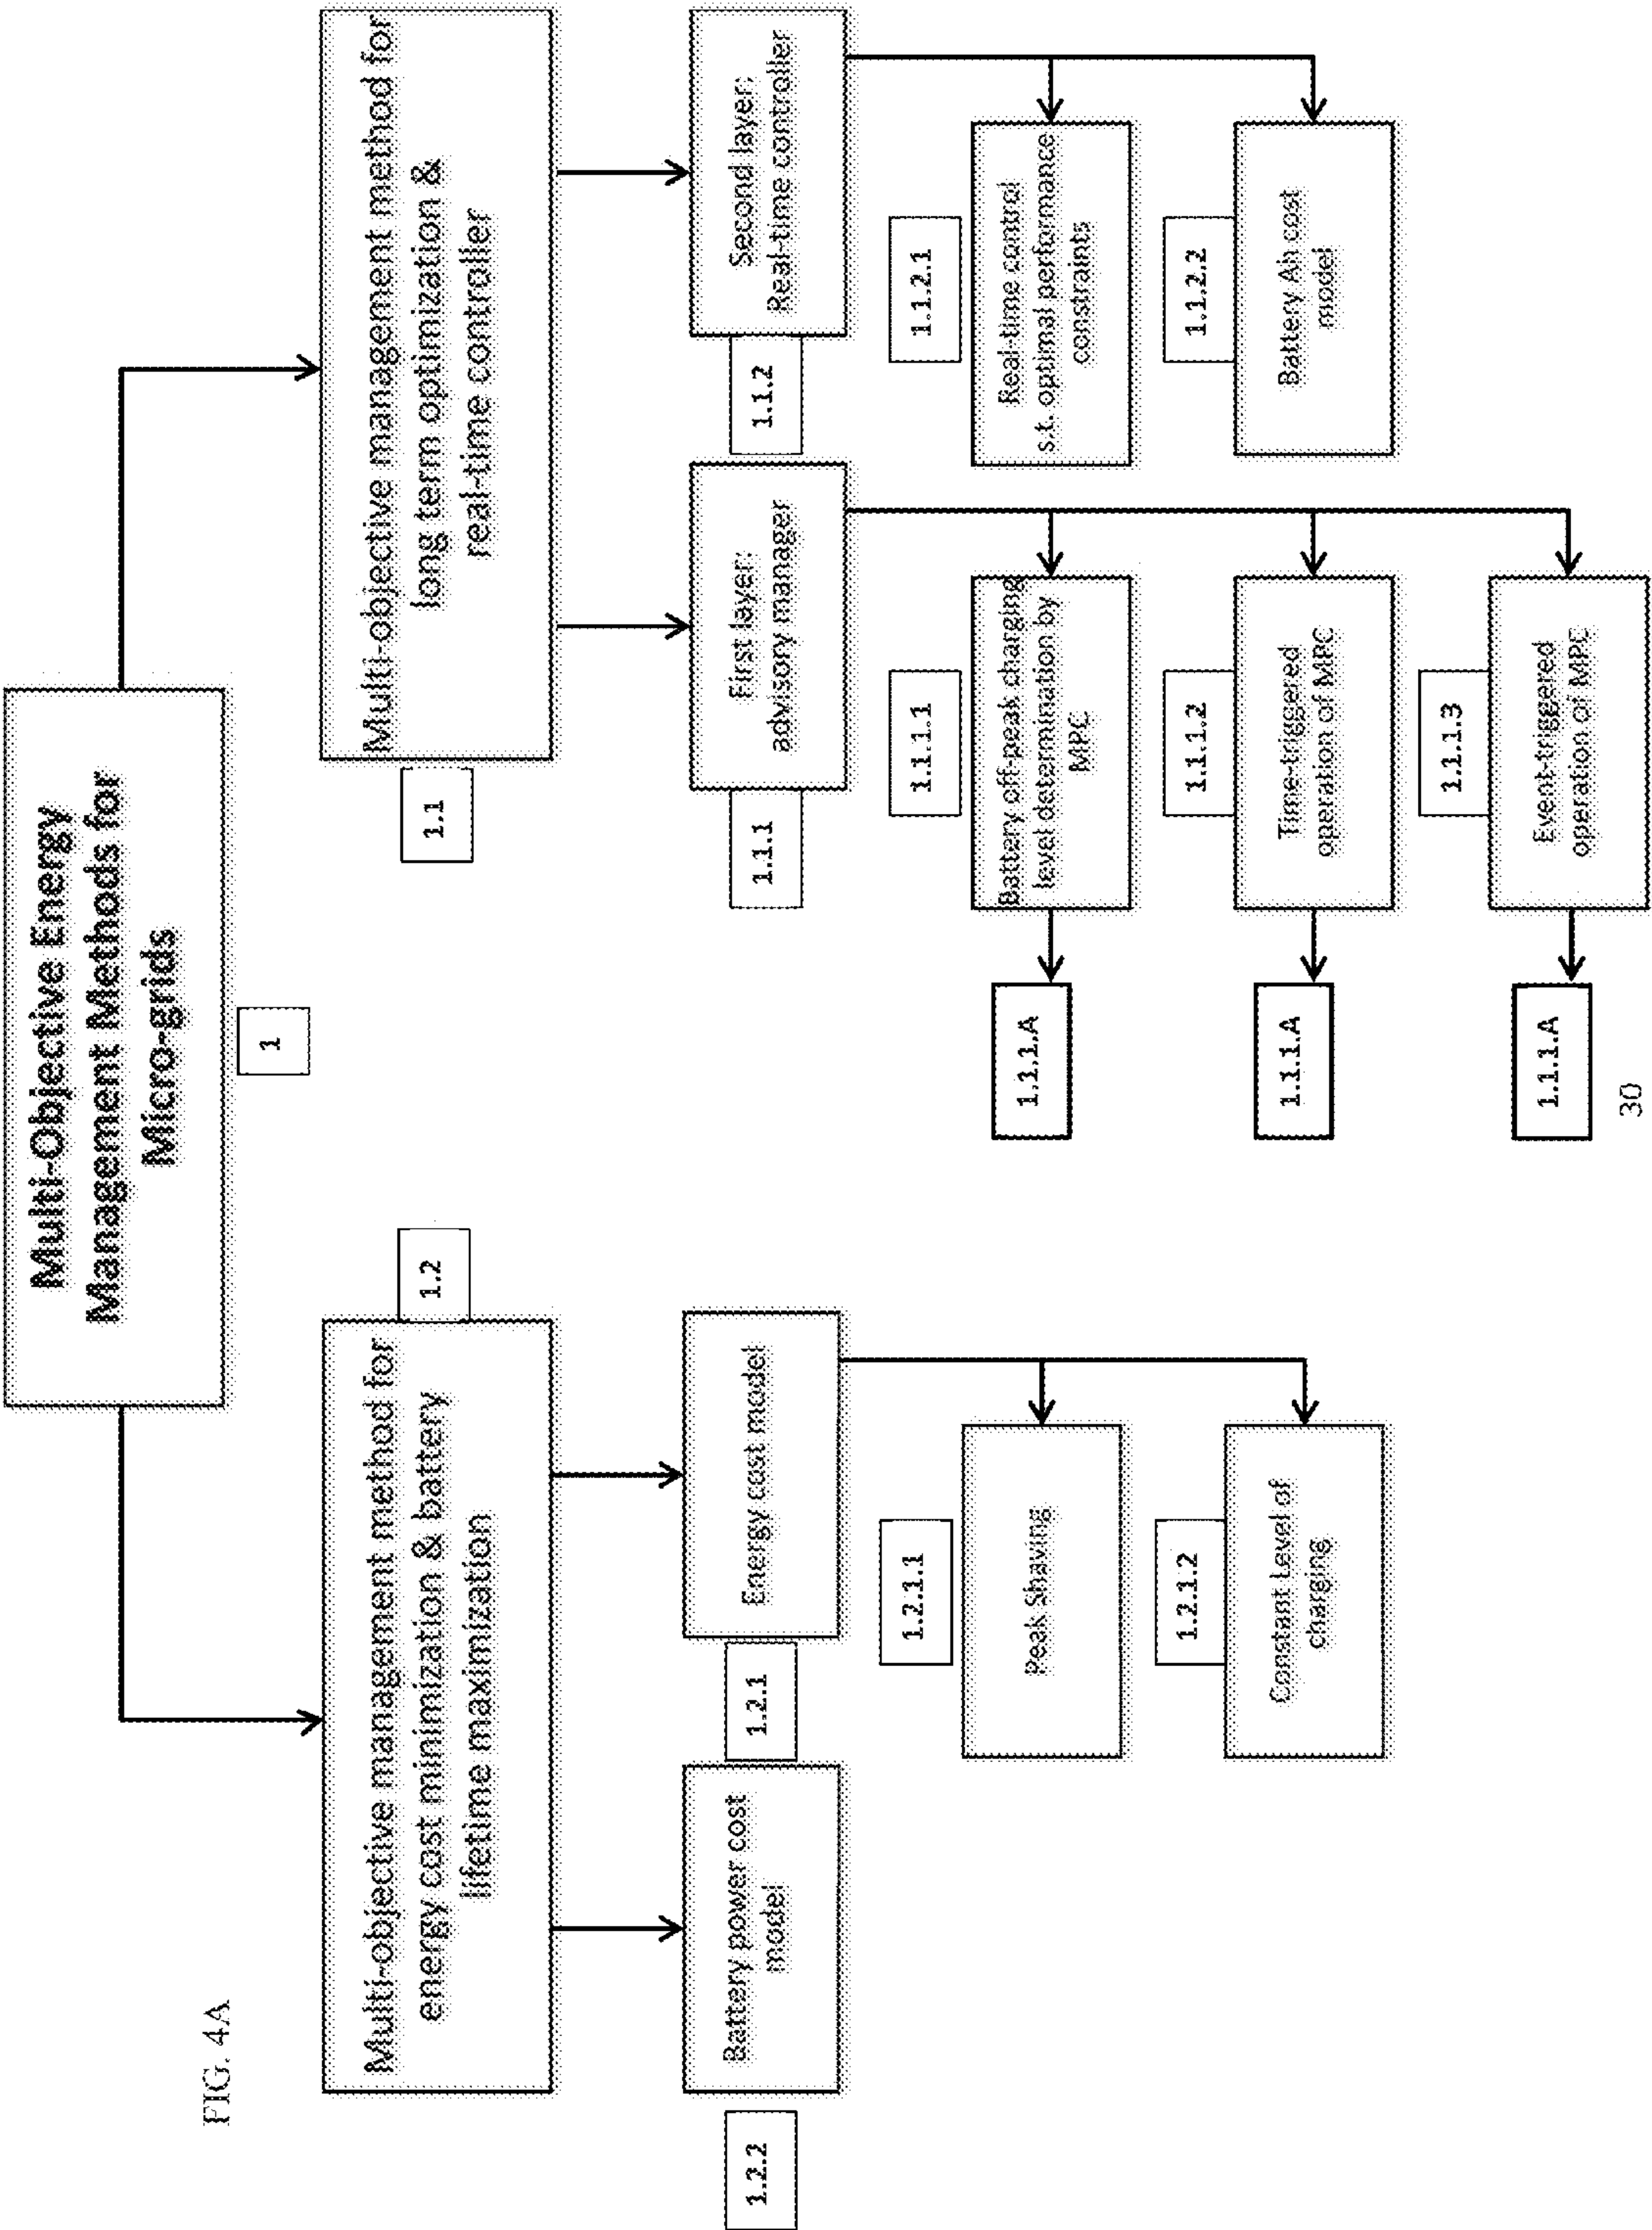 FIG. 4A
Multi-Objective Energy
Management Methods for
Micro-grids
1
1.2
Multi-objective management method for
energy cost minimization & battery
lifetime maximization
1.1
Multi-objective management method for
long term optimization &
real-time controller
1.2.2
Battery power cost
model
1.2.1
Energy cost model
1.1.1
First layer:
advisory manager
1.1.2
Second layer:
Real-time controller
1.2.1.1
Peak Shaving
1.2.1.2
Constant Level of
charging
1.1.1.1
Battery off-peak charging
level determination by
MPC
1.1.1.A
1.1.1.2
Time-triggered
operation of MPC
1.1.1.A
1.1.1.3
Event-triggered
operation of MPC
1.1.1.A
1.1.2.1
Real-time control
s.t. optimal performance
constraints
1.1.2.2
Battery Ah cost
model
30